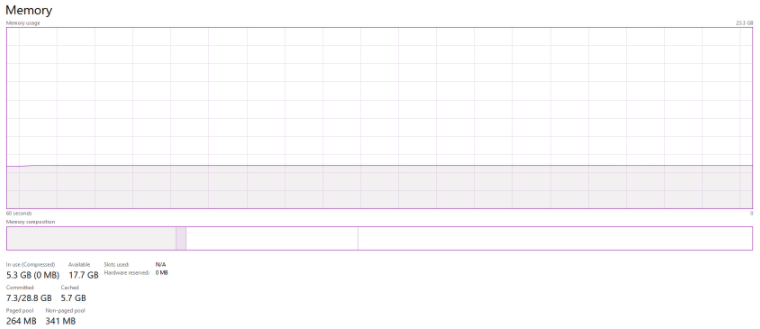 Memory
Memory usage 23.3 GB
60 seconds 0
Memory composition
In use (Compressed) Available Slots used: N/A
5.3 GB (0 MB) 17.7 GB Hardware reserved: 0 MB
Committed Cached
7.3/28.8 GB 5.7 GB
Paged pool Non-paged pool
264 MB 341 MB